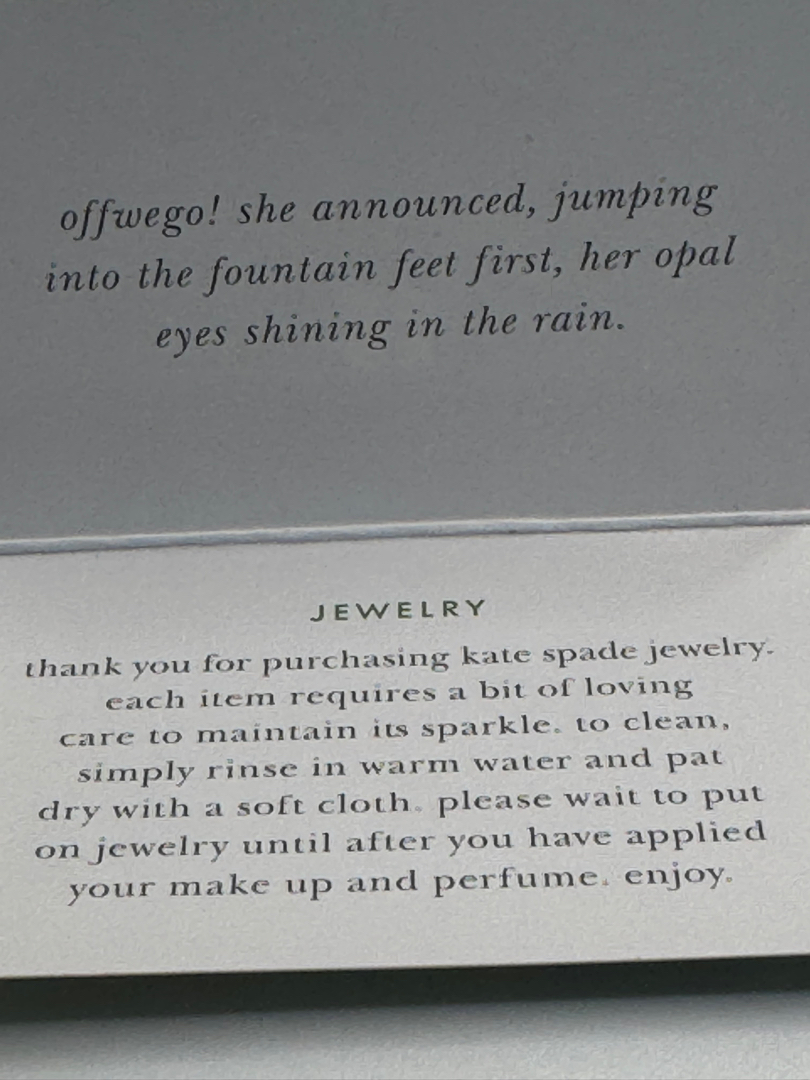 offwego! she announced, jumping
into the fountain feet first, her opal
eyes shining in the rain.
JEWELRY
thank you for purchasing kate spade jewelry.
each item requires a bit of loving
care to maintain its sparkle. to clean,
simply rinse in warm water and pat
dry with a soft cloth. please wait to put
on jewelry until after you have applied
your make up and perfume. enjoy.